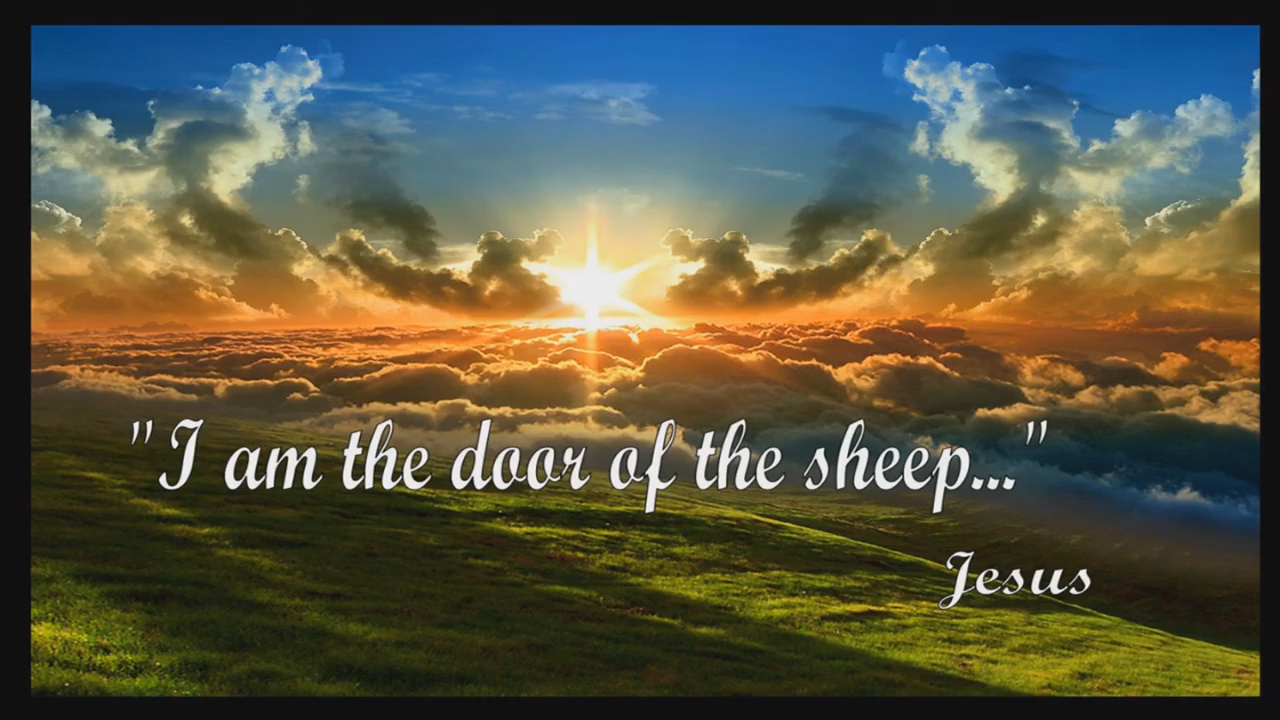 "I am the door of the sheep..."
Jesus